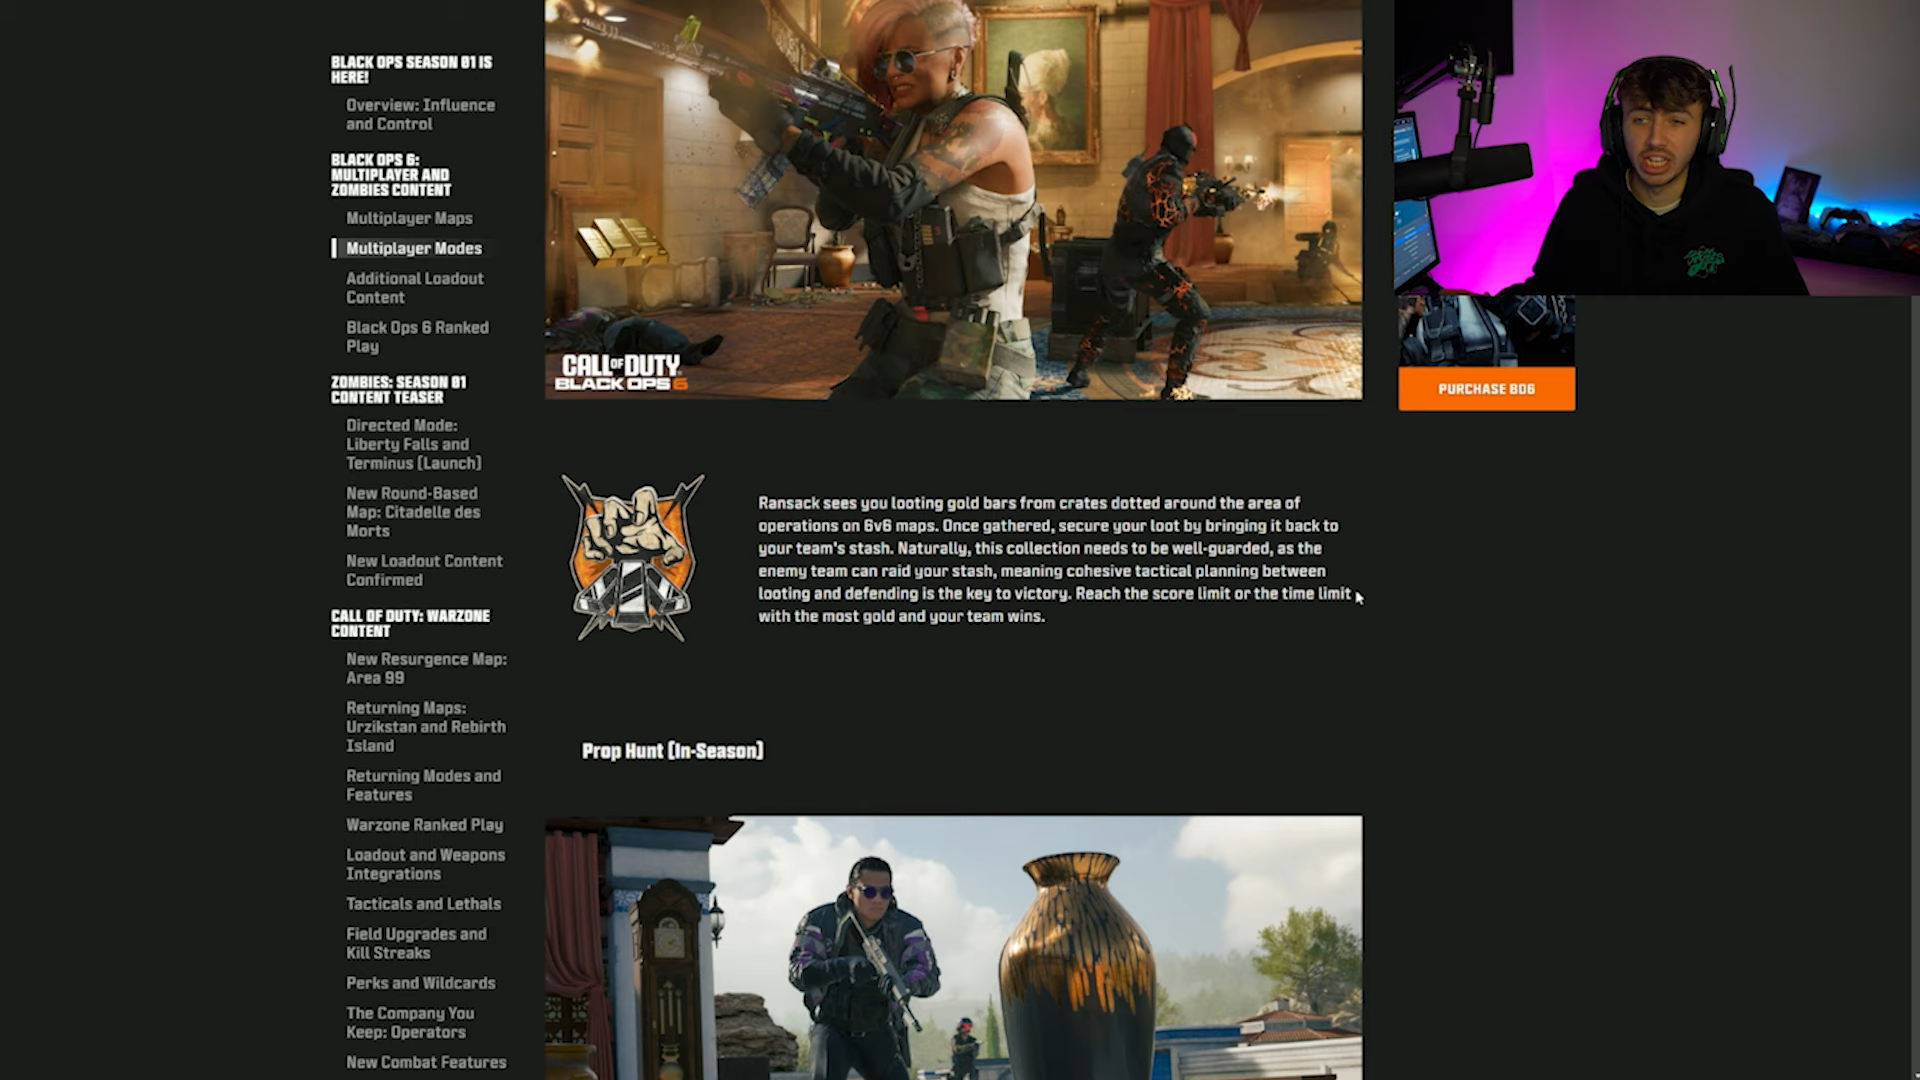 BLACK OPS SEASON 01 IS
HERE!
Overview: Influence
and Control
BLACK OPS 6:
MULTIPLAYER AND
ZOMBIES CONTENT
Multiplayer Maps
Multiplayer Modes
Additional Loadout
Content
Black Ops 6 Ranked
Play
ZOMBIES: SEASON 01
CONTENT TEASER
Directed Mode:
Liberty Falls and
Terminus (Launch)
New Round-Based
Map: Citadelle des
Morts
New Loadout Content
Confirmed
CALL OF DUTY: WARZONE
CONTENT
New Resurgence Map:
Area 99
Returning Maps:
Urzikstan and Rebirth
Island
Returning Modes and
Features
Warzone Ranked Play
Loadout and Weapons
Integrations
Tacticals and Lethals
Field Upgrades and
Kill Streaks
Perks and Wildcards
The Company You
Keep: Operators
New Combat Features
CALL OF DUTY
BLACK OPS 6
Ransack sees you looting gold bars from crates dotted around the area of
operations on 6v6 maps. Once gathered, secure your loot by bringing it back to
your team's stash. Naturally, this collection needs to be well-guarded, as the
enemy team can raid your stash, meaning cohesive tactical planning between
looting and defending is the key to victory. Reach the score limit or the time limit
with the most gold and your team wins.
Prop Hunt (In-Season)
PURCHASE BO6